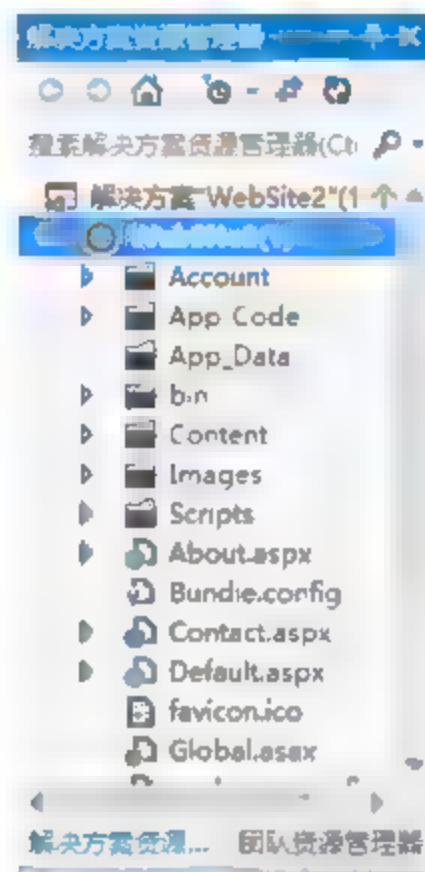 解决方案资源管理器
搜索解决方案资源管理器(Ct
解决方案"WebSite2"(1
Account
App_Code
App_Data
bin
Content
Images
Scripts
About.aspx
Bundle.config
Contact.aspx
Default.aspx
favicon.ico
Global.asax
解决方案资源... 团队资源管理器